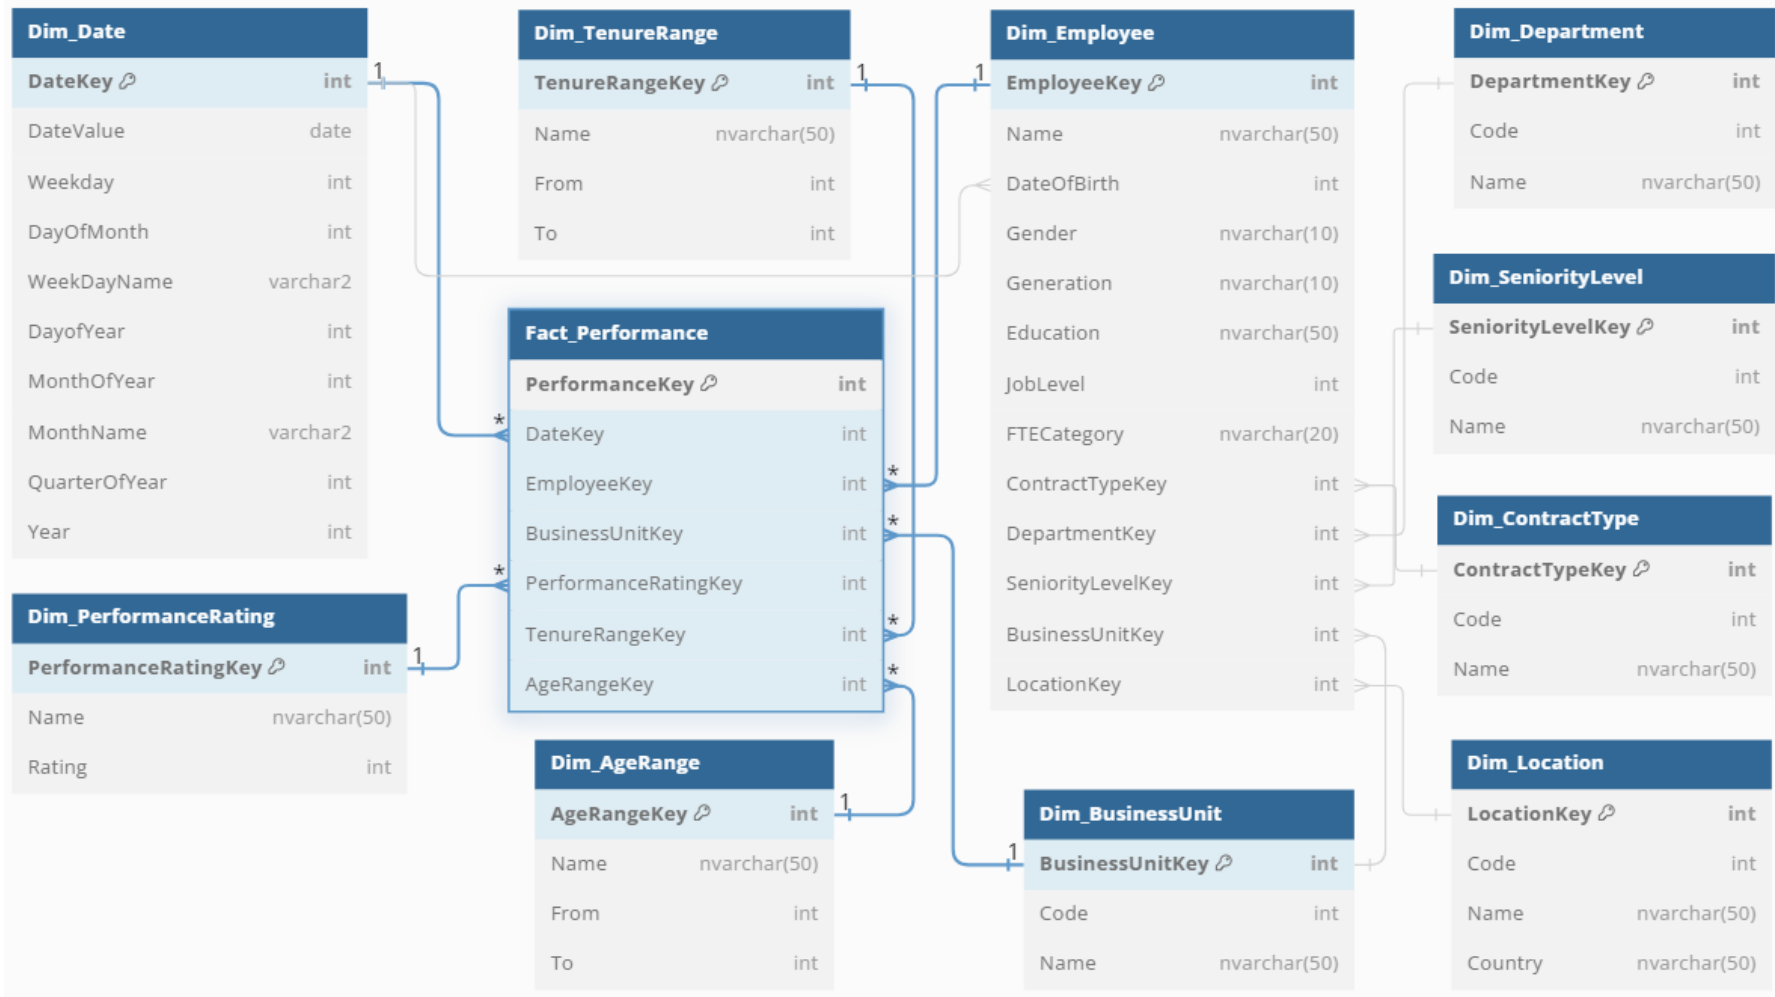 Dim_Date
DateKey int
DateValue date
Weekday int
DayOfMonth int
WeekDayName varchar2
DayofYear int
MonthOfYear int
MonthName varchar2
QuarterOfYear int
Year int
1
Dim_TenureRange
TenureRangeKey int
Name nvarchar(50)
From int
To int
1
Dim_Employee
EmployeeKey int
Name nvarchar(50)
DateOfBirth int
Gender nvarchar(10)
Generation nvarchar(10)
Education nvarchar(50)
JobLevel int
FTECategory nvarchar(20)
ContractTypeKey int
DepartmentKey int
SeniorityLevelKey int
BusinessUnitKey int
LocationKey int
1
Dim_Department
DepartmentKey int
Code int
Name nvarchar(50)
Dim_SeniorityLevel
SeniorityLevelKey int
Code int
Name nvarchar(50)
Fact_Performance
PerformanceKey int
* DateKey int
EmployeeKey int *
BusinessUnitKey int *
* PerformanceRatingKey int
TenureRangeKey int *
AgeRangeKey int *
Dim_ContractType
ContractTypeKey int
Code int
Name nvarchar(50)
Dim_PerformanceRating
PerformanceRatingKey int
Name nvarchar(50)
Rating int
1
Dim_AgeRange
AgeRangeKey int
Name nvarchar(50)
From int
To int
1
Dim_BusinessUnit
1
BusinessUnitKey int
Code int
Name nvarchar(50)
Dim_Location
LocationKey int
Code int
Name nvarchar(50)
Country nvarchar(50)